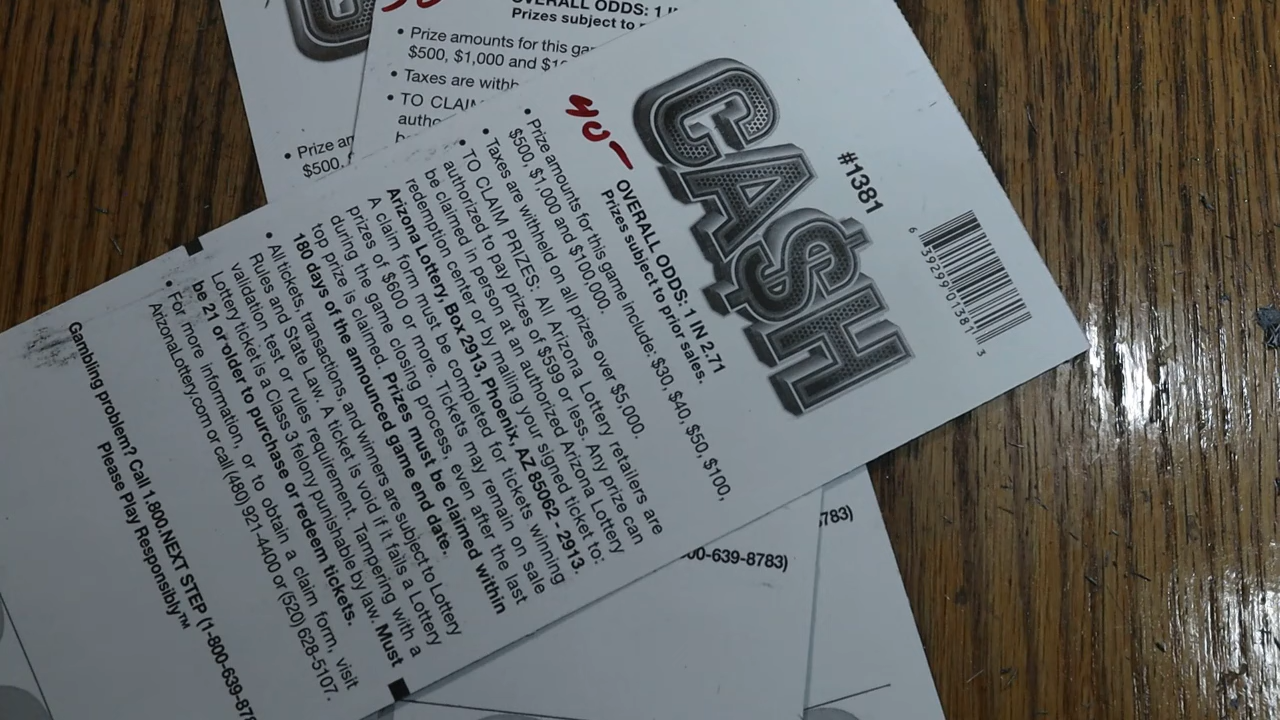 OVERALL ODDS: 1 I
Prizes subject to
• Prize amounts for this
$500, $1,000 and
• Taxes are
• TO
• Prize
$500,
40-
CA$H
#1381
6 39299 01381 3
OVERALL ODDS: 1 IN 2.71
Prizes subject to prior sales.
• Prize amounts for this game include: $30, $40, $50, $100,
$500, $1,000 and $100,000.
• Taxes are withheld on all prizes over $5,000.
• TO CLAIM PRIZES: All Arizona Lottery retailers are
authorized to pay prizes of $599 or less. Any prize can
be claimed in person at an authorized Arizona Lottery
redemption center or by mailing your signed ticket to:
Arizona Lottery, Box 2913, Phoenix, AZ 85062 - 2913.
A claim form must be completed for tickets winning
prizes of $600 or more. Tickets may remain on sale
during the game closing process, even after the last
top prize is claimed. Prizes must be claimed within
180 days of the announced game end date.
• All tickets, transactions, and winners are subject to Lottery
Rules and State Law. A ticket is void if it fails a Lottery
validation test or rules requirement. Tampering with a
Lottery ticket is a Class 3 felony punishable by law. Must
be 21 or older to purchase or redeem tickets.
• For more information, or to obtain a claim form, visit
ArizonaLottery.com or call (480) 921-4400 or (520) 628-5107.
Gambling problem? Call 1.800.NEXT STEP (1-800-639-87
Please Play Responsibly™
00-639-8783)
783)